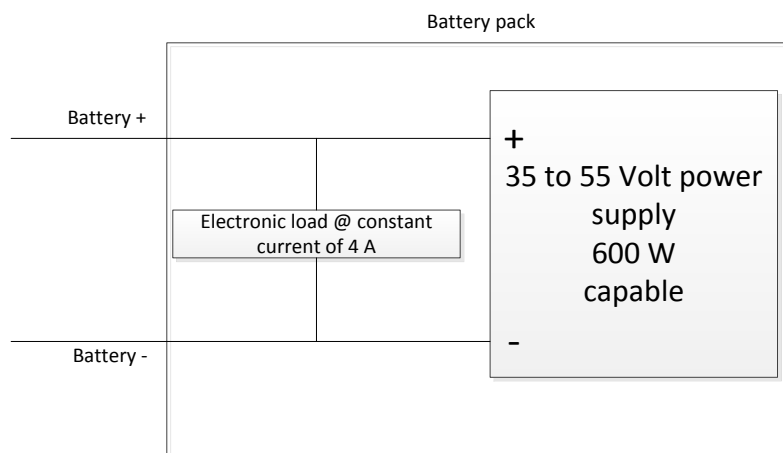 Battery pack
Battery +
+
35 to 55 Volt power
supply
600 W
capable
-
Electronic load @ constant
current of 4 A
Battery -